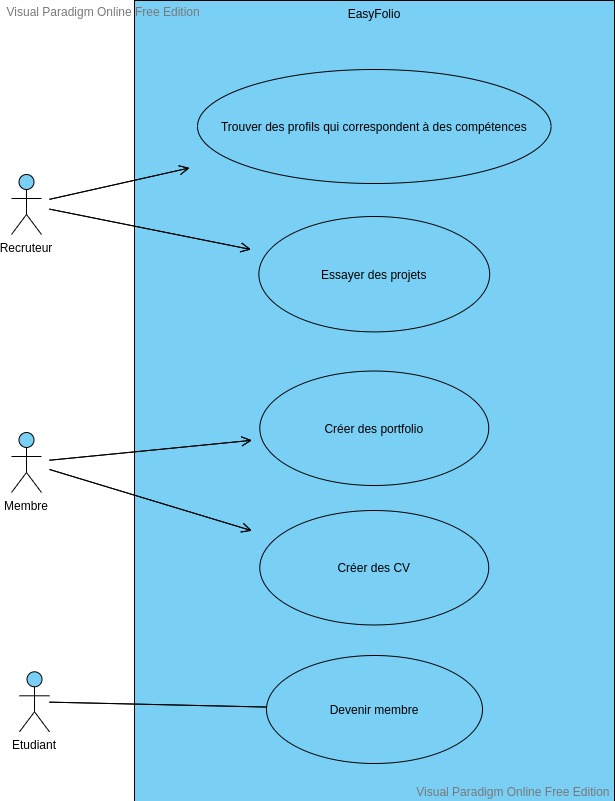 Visual Paradigm Online Free Edition
EasyFolio
Trouver des profils qui correspondent à des compétences
Recruteur
Essayer des projets
Créer des portfolio
Membre
Créer des CV
Devenir membre
Etudiant
Visual Paradigm Online Free Edition